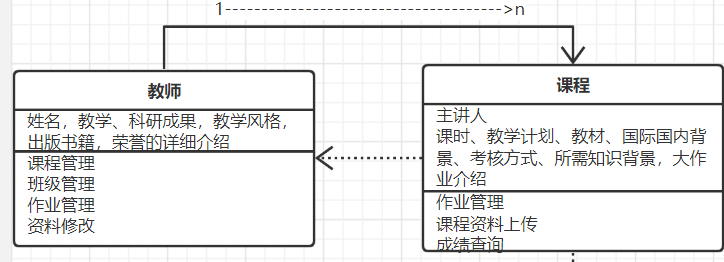 1----------------------------------->n
教师
姓名，教学、科研成果，教学风格，
出版书籍，荣誉的详细介绍
课程管理
班级管理
作业管理
资料修改
课程
主讲人
课时、教学计划、教材、国际国内背
景、考核方式、所需知识背景，大作
业介绍
作业管理
课程资料上传
成绩查询